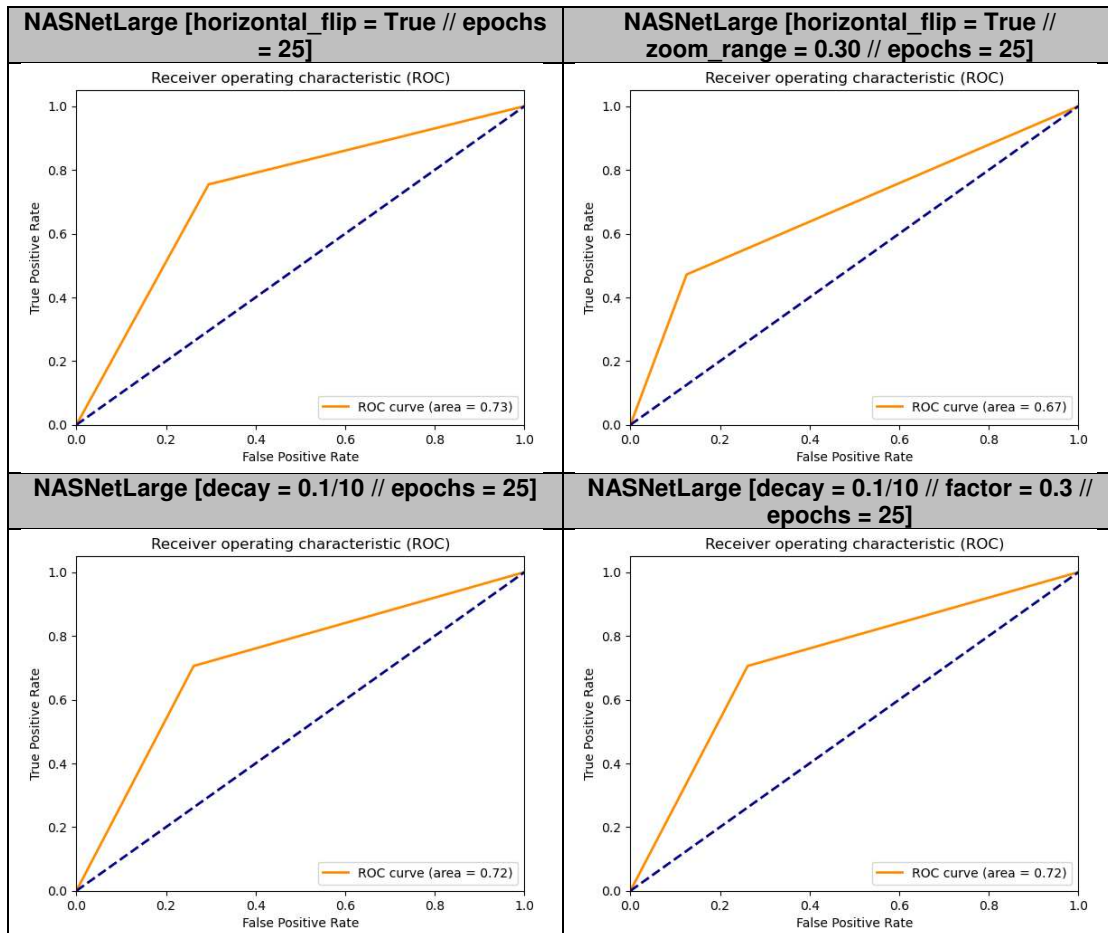 NASNetLarge [horizontal_flip = True // epochs
= 25]
NASNetLarge [horizontal_flip = True //
zoom_range = 0.30 // epochs = 25]
Receiver operating characteristic (ROC)
1.0
0.8
0.6
0.4
0.2
0.0
True Positive Rate
ROC curve (area = 0.73)
0.0 0.2 0.4 0.6 0.8 1.0
False Positive Rate
Receiver operating characteristic (ROC)
1.0
0.8
0.6
0.4
0.2
0.0
True Positive Rate
ROC curve (area = 0.67)
0.0 0.2 0.4 0.6 0.8 1.0
False Positive Rate
NASNetLarge [decay = 0.1/10 // epochs = 25]
NASNetLarge [decay = 0.1/10 // factor = 0.3 //
epochs = 25]
Receiver operating characteristic (ROC)
1.0
0.8
0.6
0.4
0.2
0.0
True Positive Rate
ROC curve (area = 0.72)
0.0 0.2 0.4 0.6 0.8 1.0
False Positive Rate
Receiver operating characteristic (ROC)
1.0
0.8
0.6
0.4
0.2
0.0
True Positive Rate
ROC curve (area = 0.72)
0.0 0.2 0.4 0.6 0.8 1.0
False Positive Rate